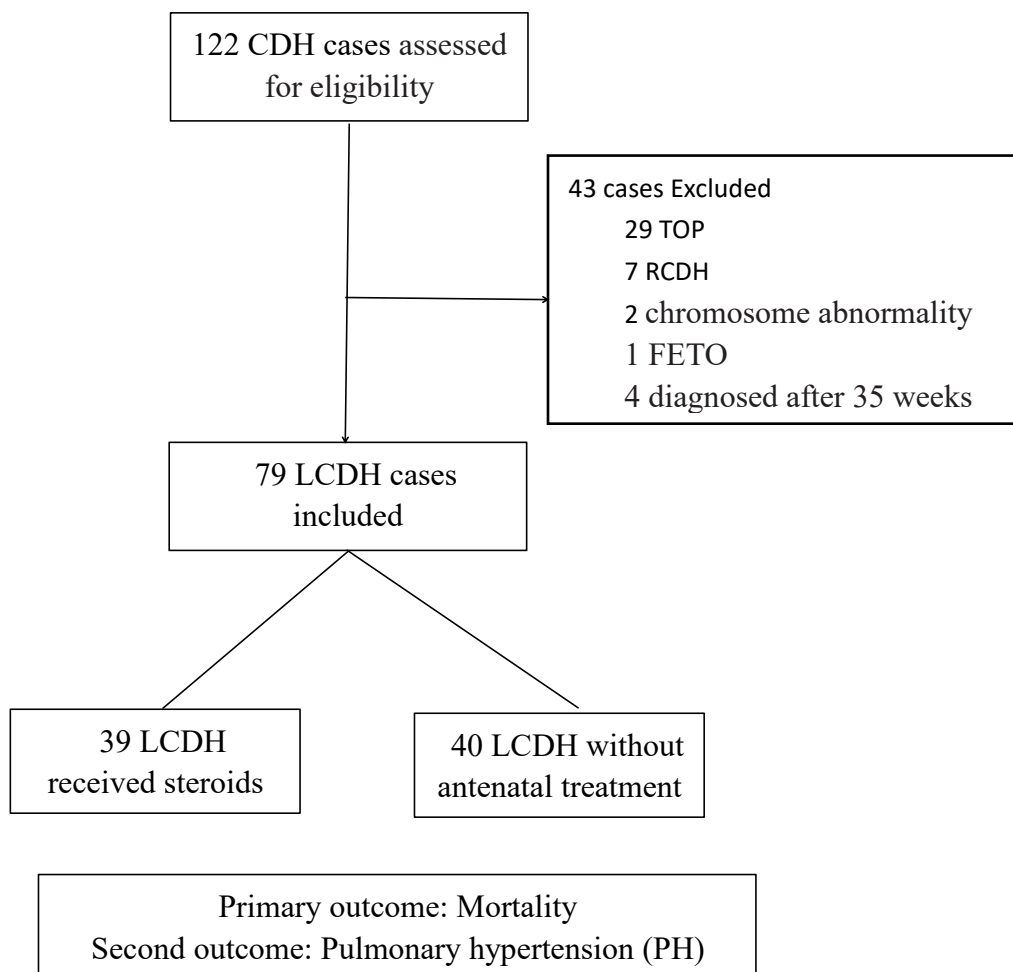 122 CDH cases assessed
for eligibility
43 cases Excluded
29 TOP
7 RCDH
2 chromosome abnormality
1 FETO
4 diagnosed after 35 weeks
79 LCDH cases
included
39 LCDH
received steroids
40 LCDH without
antenatal treatment
Primary outcome: Mortality
Second outcome: Pulmonary hypertension (PH)